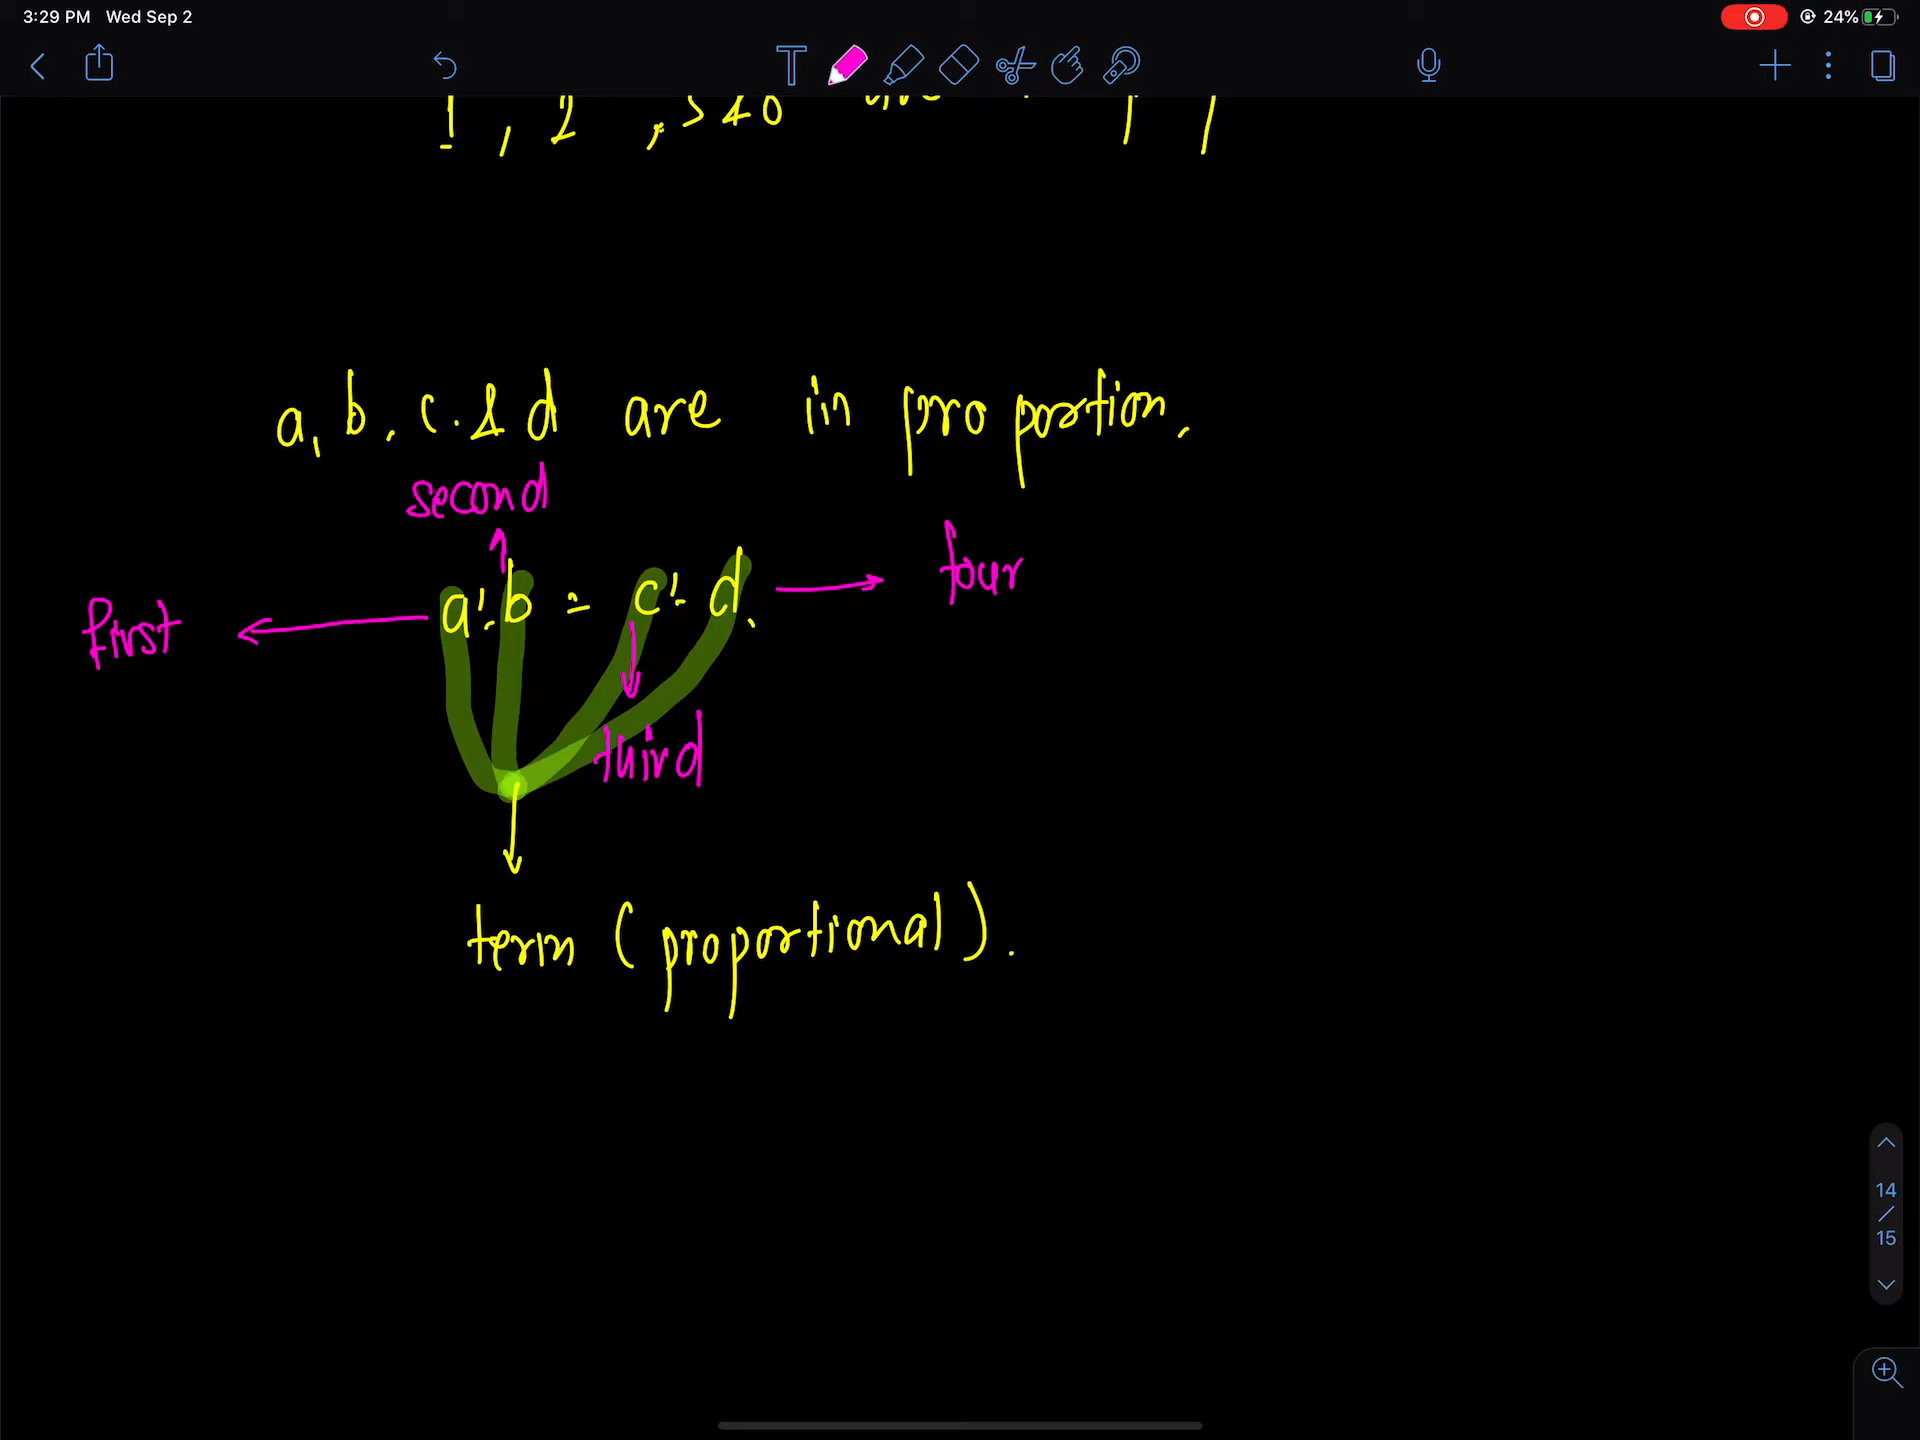 3:29 PM Wed Sep 2
24%
a, b, c. & d are in proportion.
second
a:b = c:d.
four
first
third
term (proportional).
14
/
15